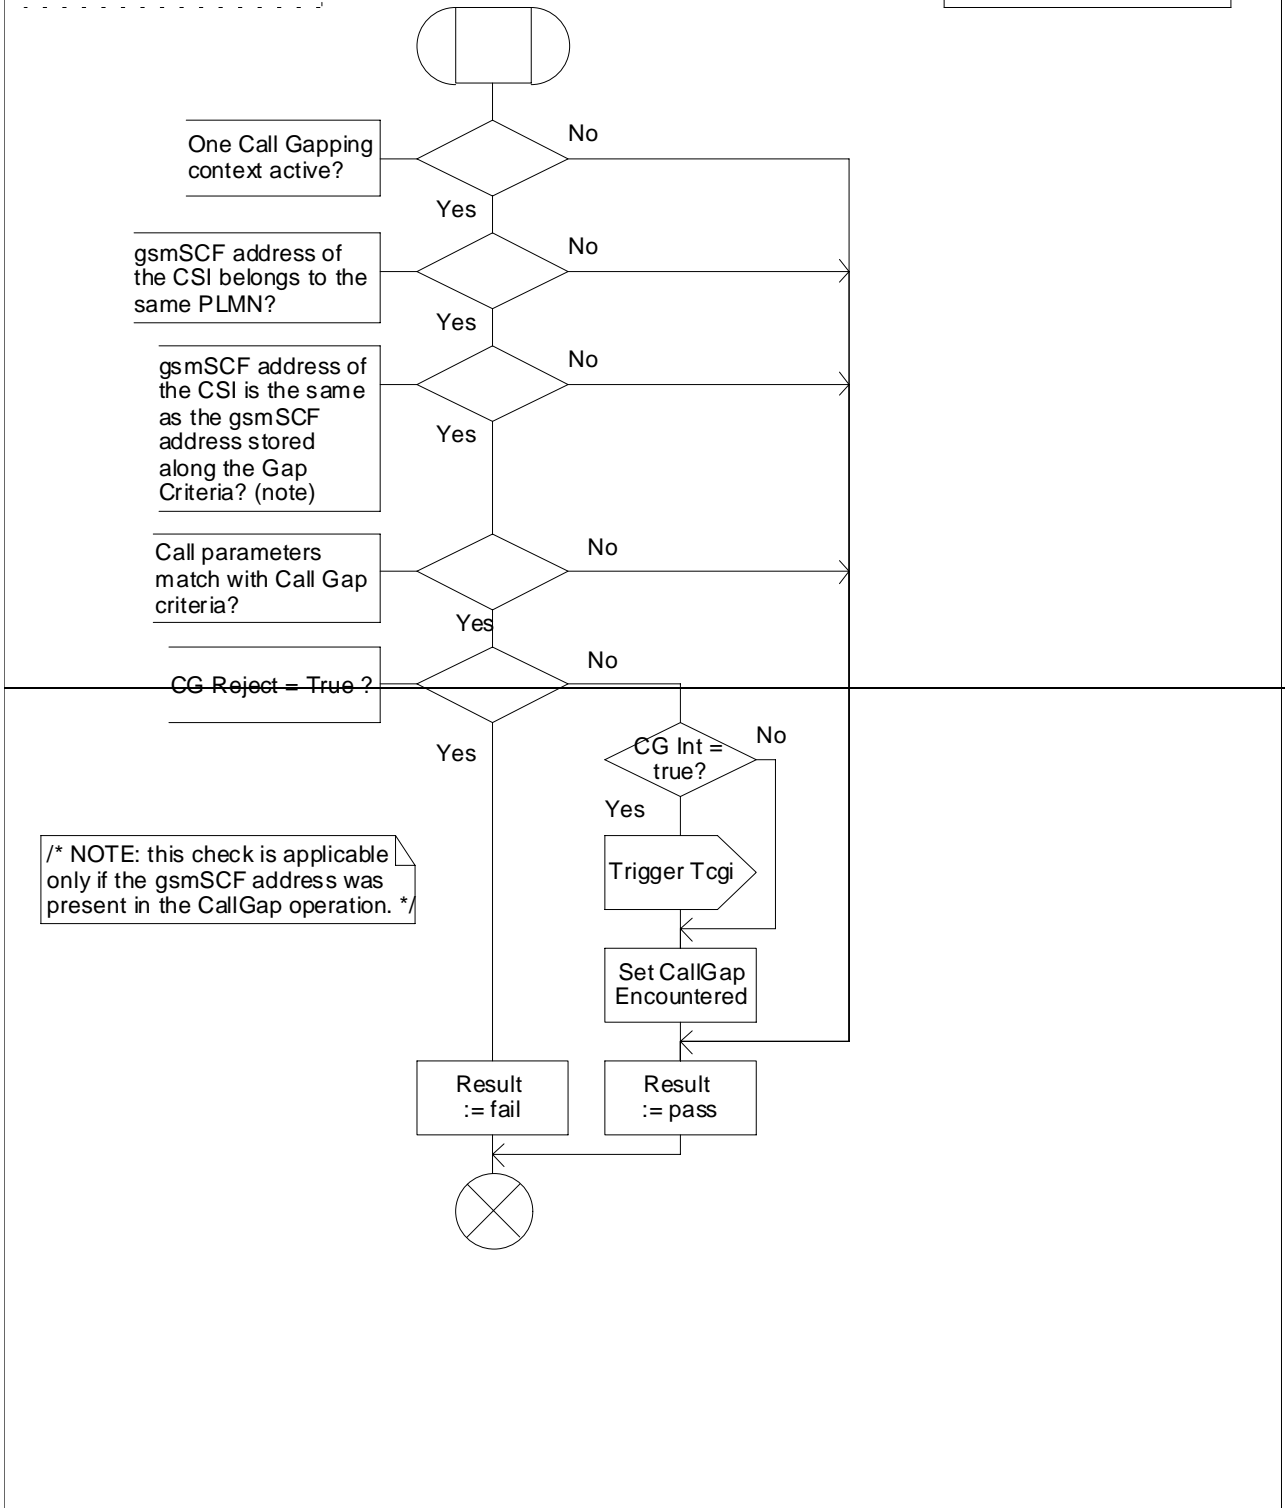 One Call Gapping
context active?
No
Yes
gsmSCF address of
the CSI belongs to the
same PLMN?
No
Yes
gsmSCF address of
the CSI is the same
as the gsmSCF
address stored
along the Gap
Criteria? (note)
No
Yes
Call parameters
match with Call Gap
criteria?
No
Yes
CG Reject = True ?
No
Yes
CG Int =
true?
No
Yes
Trigger Tcgi
/* NOTE: this check is applicable
only if the gsmSCF address was
present in the CallGap operation. */
Set CallGap
Encountered
Result
:= fail
Result
:= pass